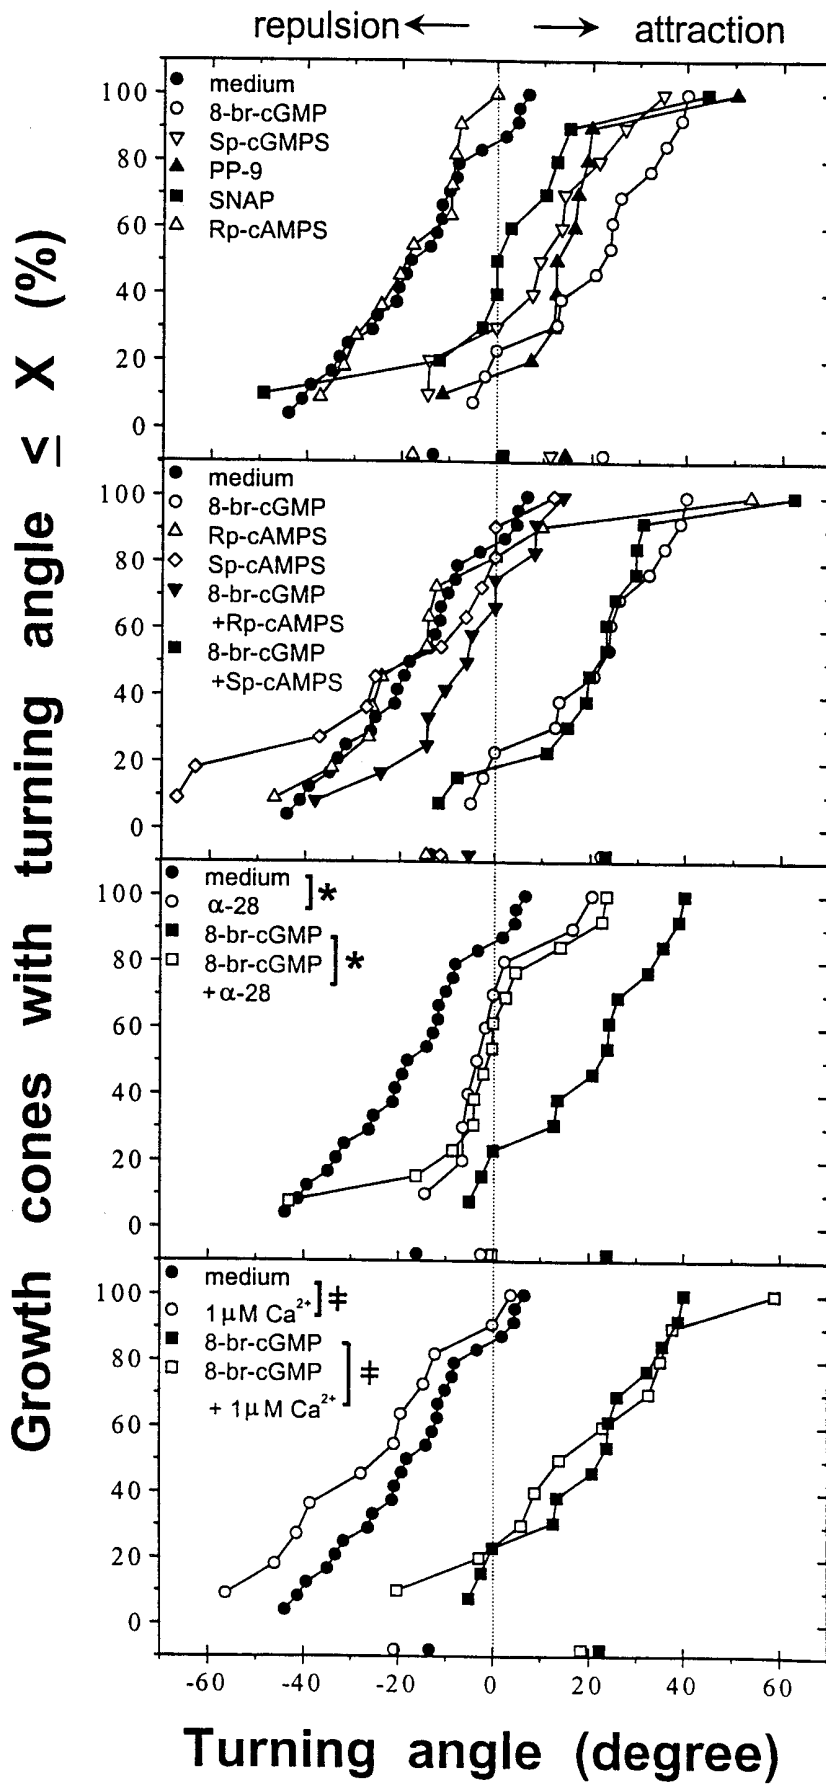 repulsion ← → attraction
100
80
60
40
20
0
medium
8-br-cGMP
Sp-cGMPS
PP-9
SNAP
Rp-cAMPS
100
80
60
40
20
0
medium
8-br-cGMP
Rp-cAMPS
Sp-cAMPS
8-br-cGMP
+Rp-cAMPS
8-br-cGMP
+Sp-cAMPS
100
80
60
40
20
0
medium
α-28
*
8-br-cGMP
8-br-cGMP
+ α-28
*
100
80
60
40
20
0
medium
1μM Ca²⁺
‡
8-br-cGMP
8-br-cGMP
+ 1μM Ca²⁺
‡
-60 -40 -20 0 20 40 60
Turning angle (degree)
Growth cones with turning angle ≤ X (%)